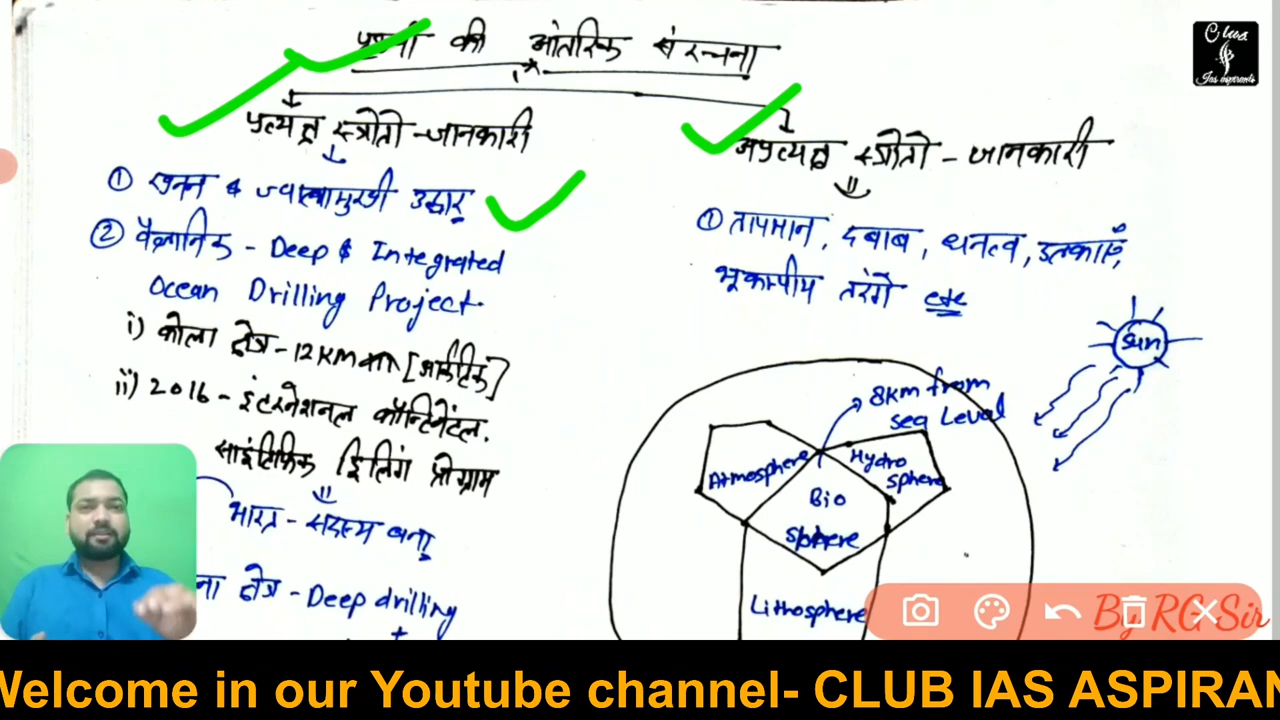 पृथ्वी की आंतरिक संरचना
प्रत्यक्ष स्त्रोतो - जानकारी
① खनन & ज्वालामुखी उद्गार
② वैज्ञानिक - Deep & Integrated
Ocean Drilling Project
i) कोला क्षेत्र - 12 KM [आर्कटिक]
ii) 2016 - इंटरनेशनल कॉन्टिनेंटल.
साइंटिफिक ड्रिलिंग प्रोग्राम
भारत - सदस्य बना
क्षेत्र - Deep drilling
अप्रत्यक्ष स्त्रोतो - जानकारी
① तापमान, दबाब, घनत्व, उल्काएँ,
भूकम्पीय तरंगो etc
Sun
8km from
sea Level
Atmosphere
Hydro
sphere
Bio
sphere
Lithosphere
Club
Ias aspirants
By RG Sir
Welcome in our Youtube channel- CLUB IAS ASPIRAN